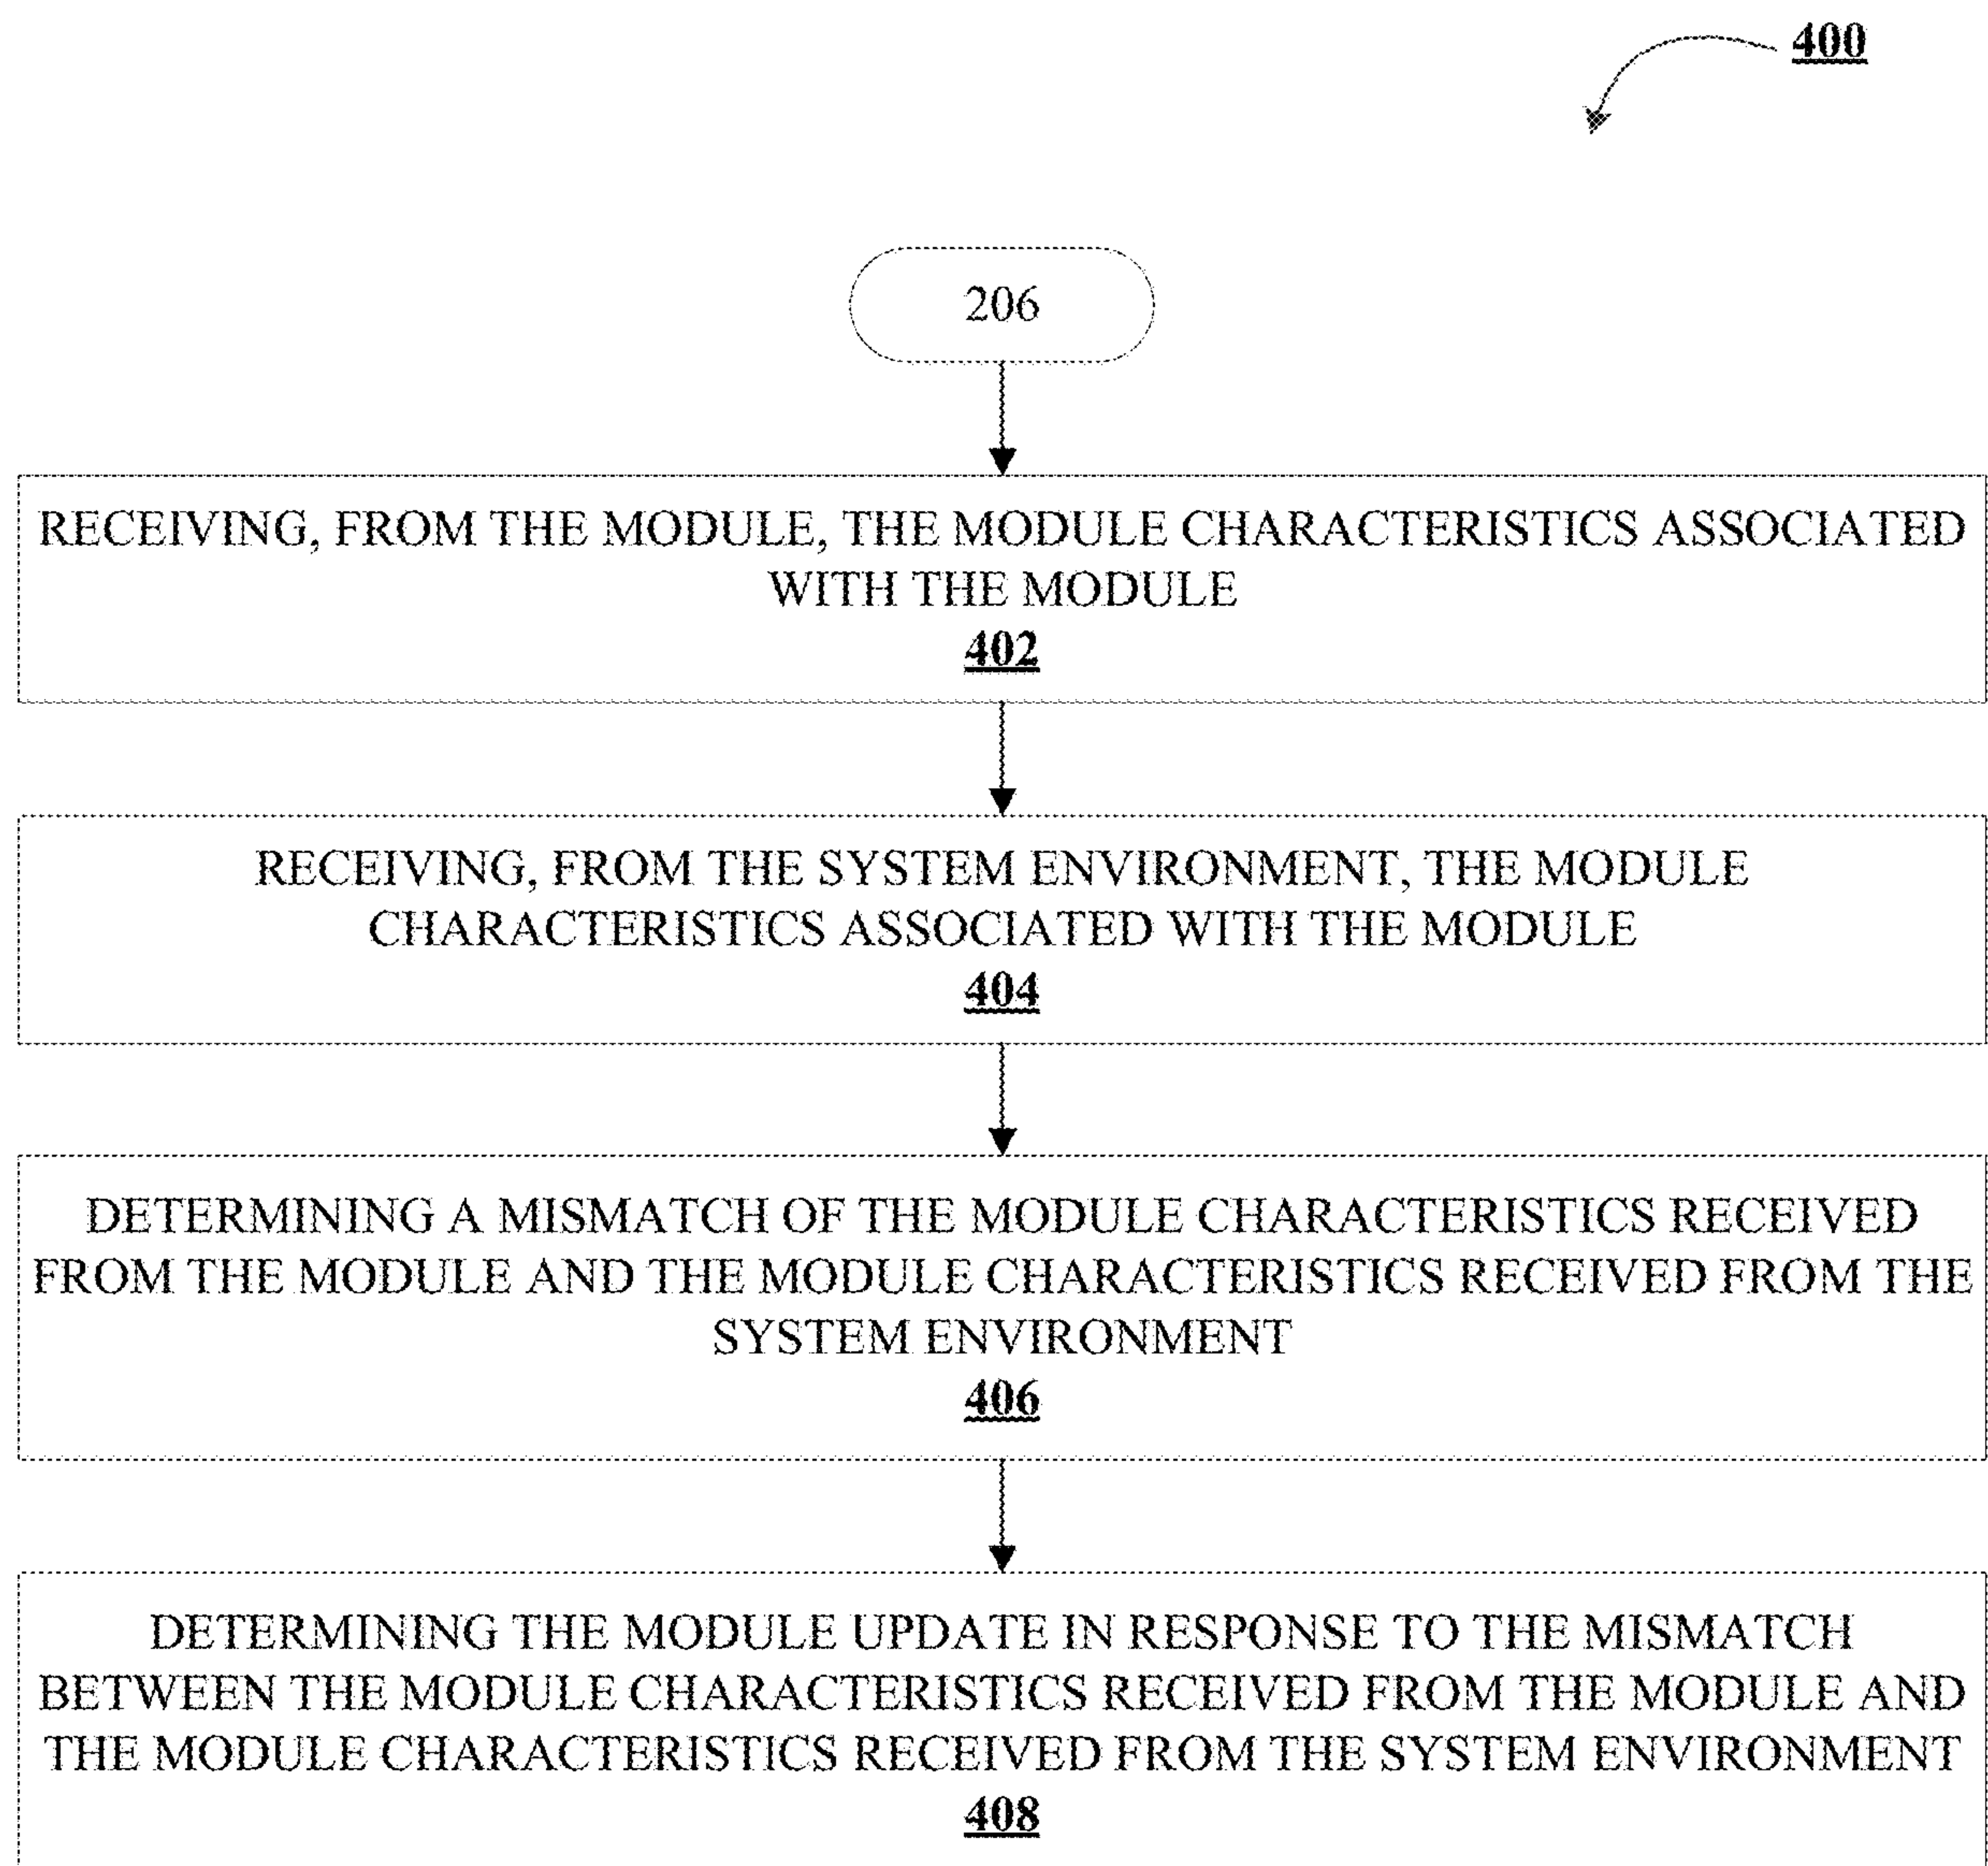 400
206
RECEIVING, FROM THE MODULE, THE MODULE CHARACTERISTICS ASSOCIATED
WITH THE MODULE
402
RECEIVING, FROM THE SYSTEM ENVIRONMENT, THE MODULE
CHARACTERISTICS ASSOCIATED WITH THE MODULE
404
DETERMINING A MISMATCH OF THE MODULE CHARACTERISTICS RECEIVED
FROM THE MODULE AND THE MODULE CHARACTERISTICS RECEIVED FROM THE
SYSTEM ENVIRONMENT
406
DETERMINING THE MODULE UPDATE IN RESPONSE TO THE MISMATCH
BETWEEN THE MODULE CHARACTERISTICS RECEIVED FROM THE MODULE AND
THE MODULE CHARACTERISTICS RECEIVED FROM THE SYSTEM ENVIRONMENT
408